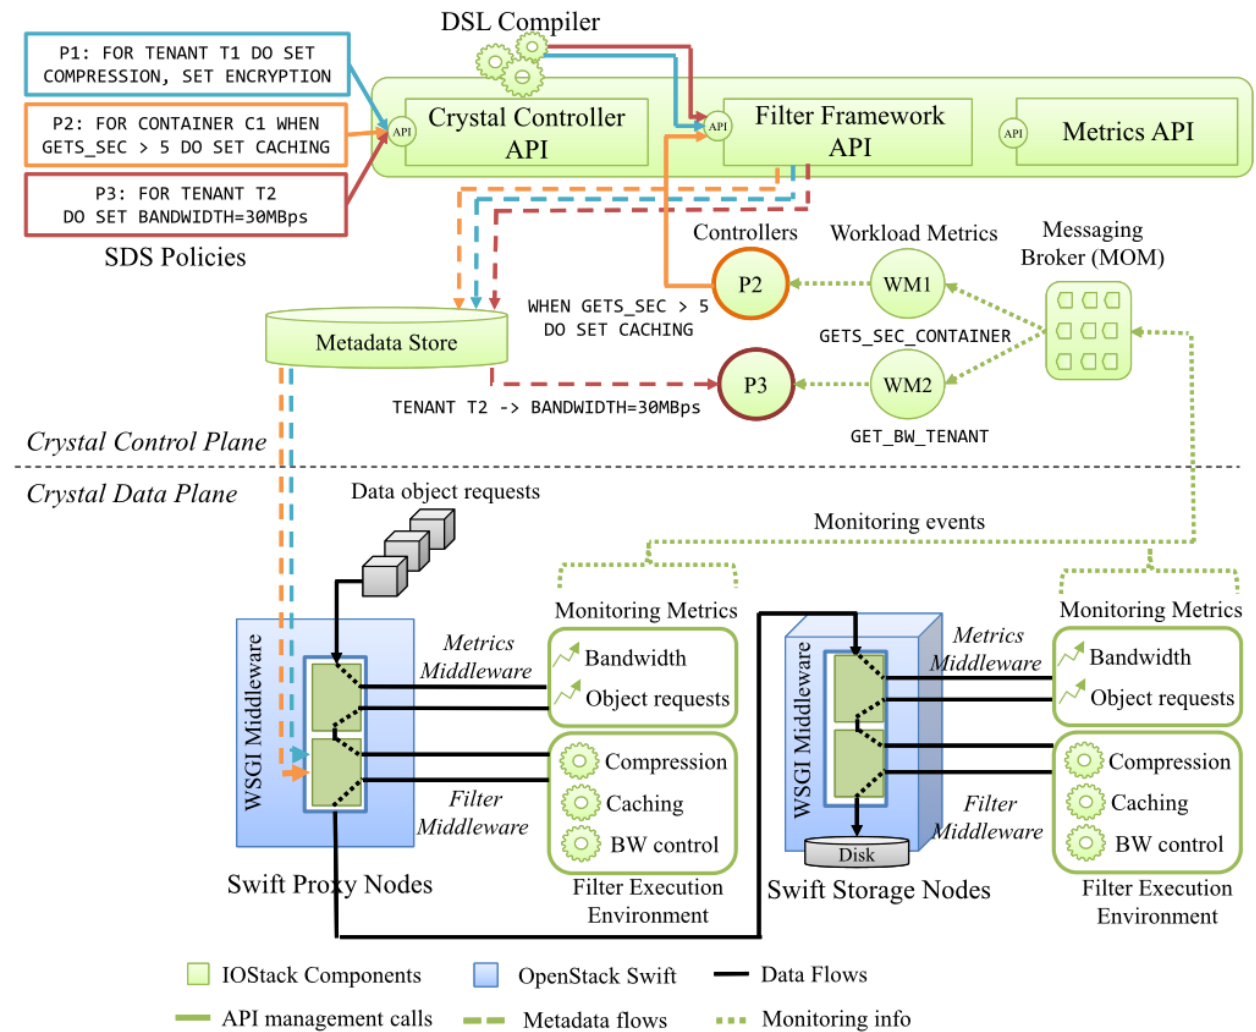 DSL Compiler
P1: FOR TENANT T1 DO SET
COMPRESSION, SET ENCRYPTION
P2: FOR CONTAINER C1 WHEN
GETS_SEC > 5 DO SET CACHING
P3: FOR TENANT T2
DO SET BANDWIDTH=30MBps
SDS Policies
API
Crystal Controller
API
API
Filter Framework
API
API
Metrics API
Controllers
Workload Metrics
Messaging
Broker (MOM)
P2
WM1
WHEN GETS_SEC > 5
DO SET CACHING
GETS_SEC_CONTAINER
Metadata Store
P3
WM2
TENANT T2 -> BANDWIDTH=30MBps
GET_BW_TENANT
Crystal Control Plane
Crystal Data Plane
Data object requests
Monitoring events
WSGI Middleware
Metrics
Middleware
Monitoring Metrics
Bandwidth
Object requests
Filter
Middleware
Compression
Caching
BW control
Filter Execution
Environment
Swift Proxy Nodes
WSGI Middleware
Metrics
Middleware
Monitoring Metrics
Bandwidth
Object requests
Filter
Middleware
Compression
Caching
BW control
Filter Execution
Environment
Disk
Swift Storage Nodes
IOStack Components
OpenStack Swift
Data Flows
API management calls
Metadata flows
Monitoring info